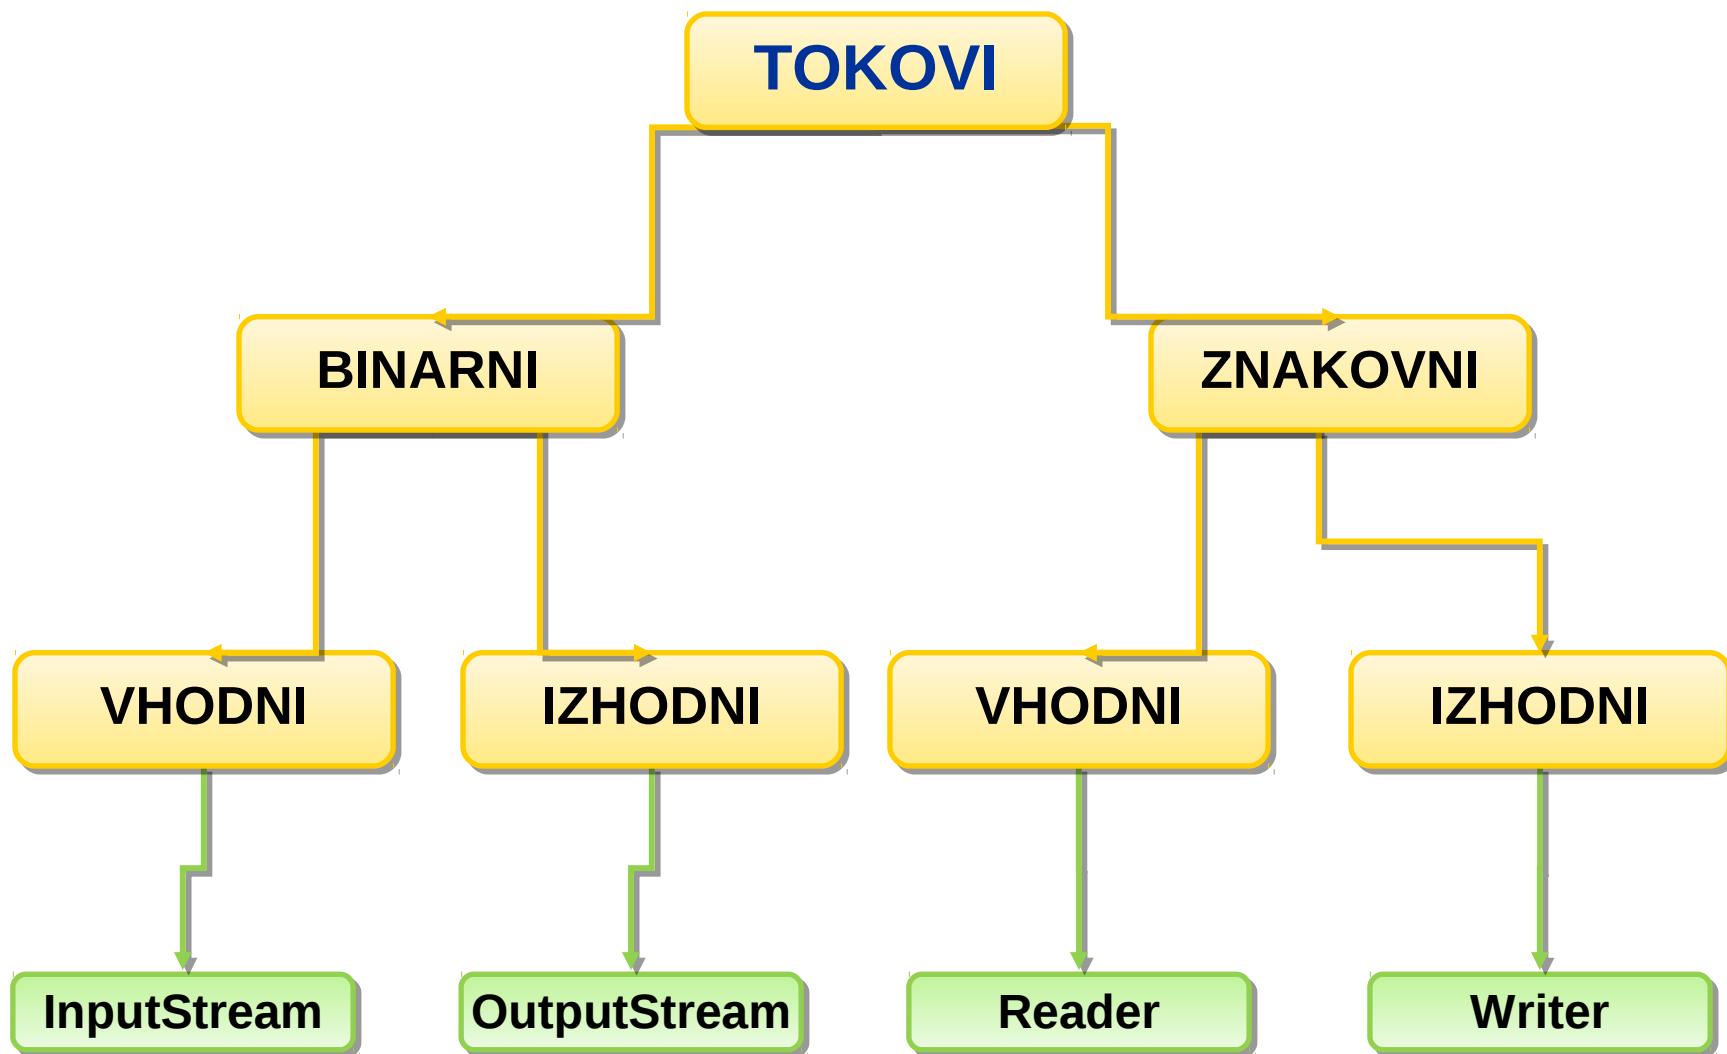 TOKOVI
BINARNI
ZNAKOVNI
VHODNI
IZHODNI
VHODNI
IZHODNI
InputStream
OutputStream
Reader
Writer